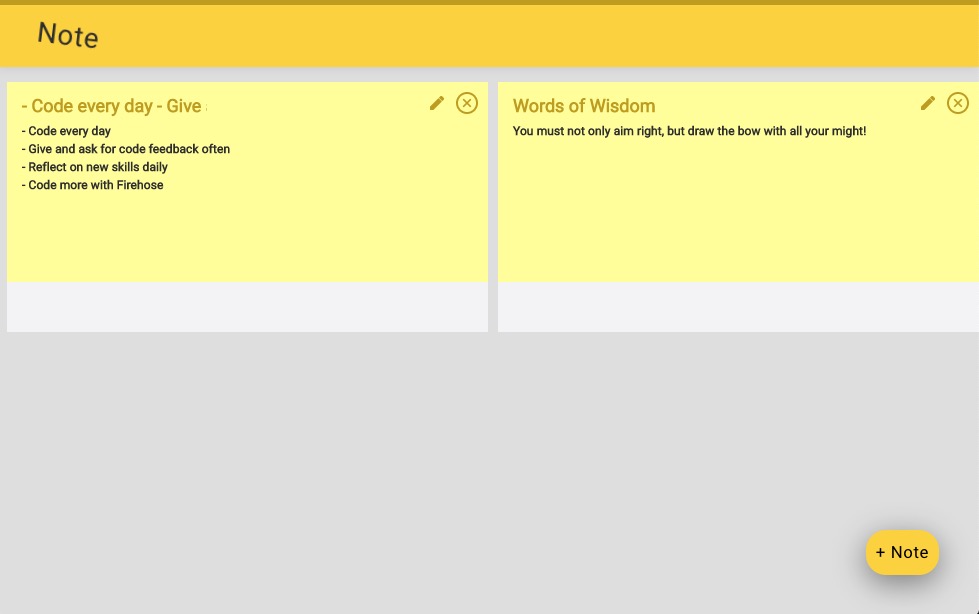 Note
- Code every day - Give
- Code every day
- Give and ask for code feedback often
- Reflect on new skills daily
- Code more with Firehose
Words of Wisdom
You must not only aim right, but draw the bow with all your might!
+ Note